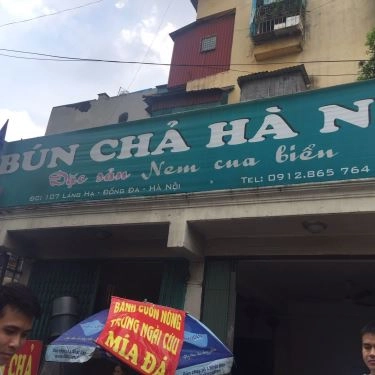 BÚN CHẢ HÀ N
Đặc sản Nem cua biển
ĐC: 107 LÁNG HẠ - ĐỐNG ĐA - HÀ NỘI
TEL: 0912.865 764
BÁNH CUỐN NÓNG
TRỨNG NGẢI CỨU
MÍA ĐÁ
CHẢ